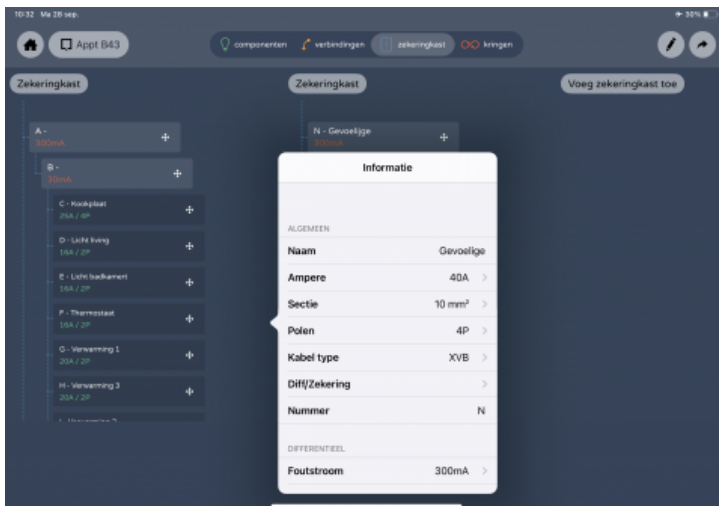 10:32 Ma 28 sep.
30%
Appt B43
componenten
verbindingen
zekeringkast
kringen
Zekeringkast
Zekeringkast
Voeg zekeringkast toe
A -
300mA
B -
30mA
C - Kookplaat
25A / 4P
D - Licht living
16A / 2P
E - Licht badkamert
16A / 2P
F - Thermostaat
16A / 2P
G - Verwarming 1
20A / 2P
H - Verwarming 3
20A / 2P
N - Gevoelijge
300mA
Informatie
ALGEMEEN
Naam Gevoelige
Ampere 40A
Sectie 10 mm²
Polen 4P
Kabel type XVB
Diff/Zekering
Nummer N
DIFFERENTIEEL
Foutstroom 300mA